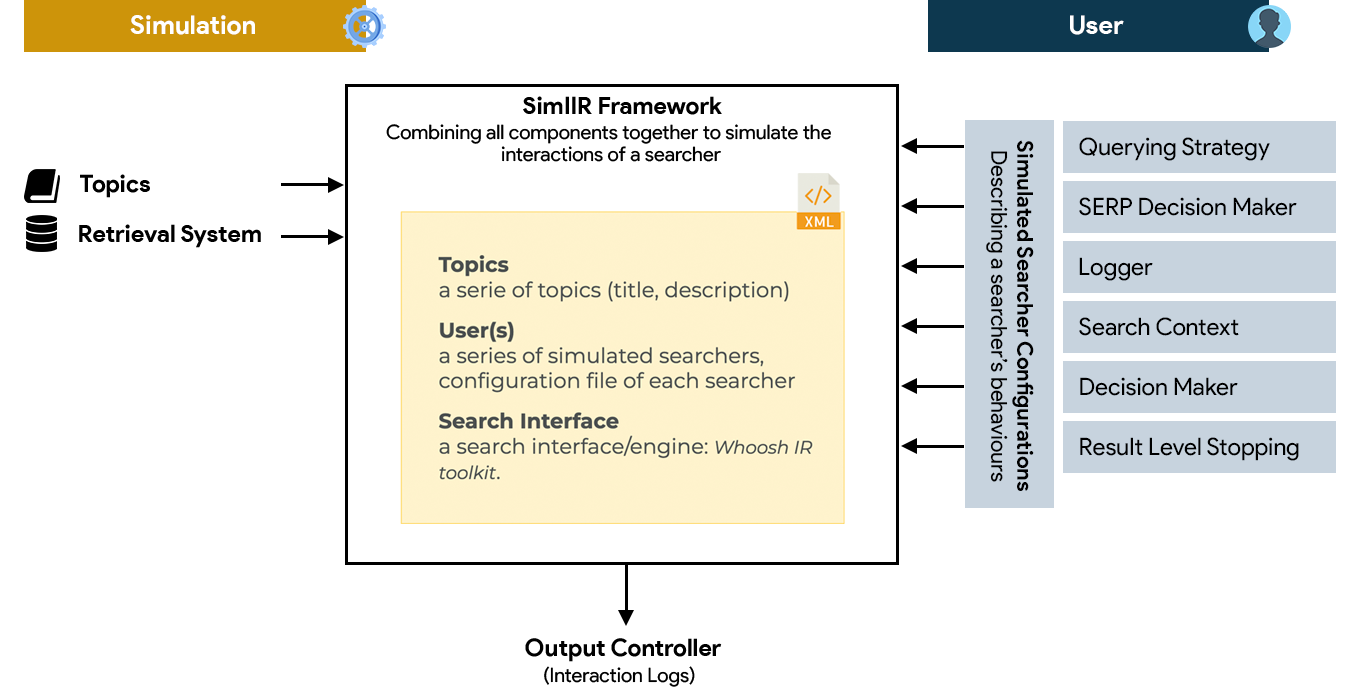 Simulation
User
SimIIR Framework
Combining all components together to simulate the
interactions of a searcher
Topics
Retrieval System
</>
XML
Topics
a serie of topics (title, description)
User(s)
a series of simulated searchers,
configuration file of each searcher
Search Interface
a search interface/engine: Whoosh IR
toolkit.
Simulated Searcher Configurations
Describing a searcher's behaviours
Querying Strategy
SERP Decision Maker
Logger
Search Context
Decision Maker
Result Level Stopping
Output Controller
(Interaction Logs)